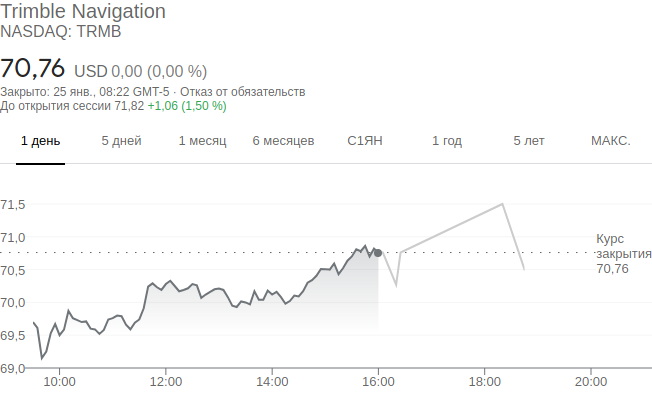 Trimble Navigation
NASDAQ: TRMB
70,76 USD 0,00 (0,00 %)
Закрыто: 25 янв., 08:22 GMT-5 · Отказ от обязательств
До открытия сессии 71,82 +1,06 (1,50 %)
1 день 5 дней 1 месяц 6 месяцев С1ЯН 1 год 5 лет МАКС.
71,5
71,0
70,5
70,0
69,5
69,0
Курс
закрытия
70,76
10:00 12:00 14:00 16:00 18:00 20:00